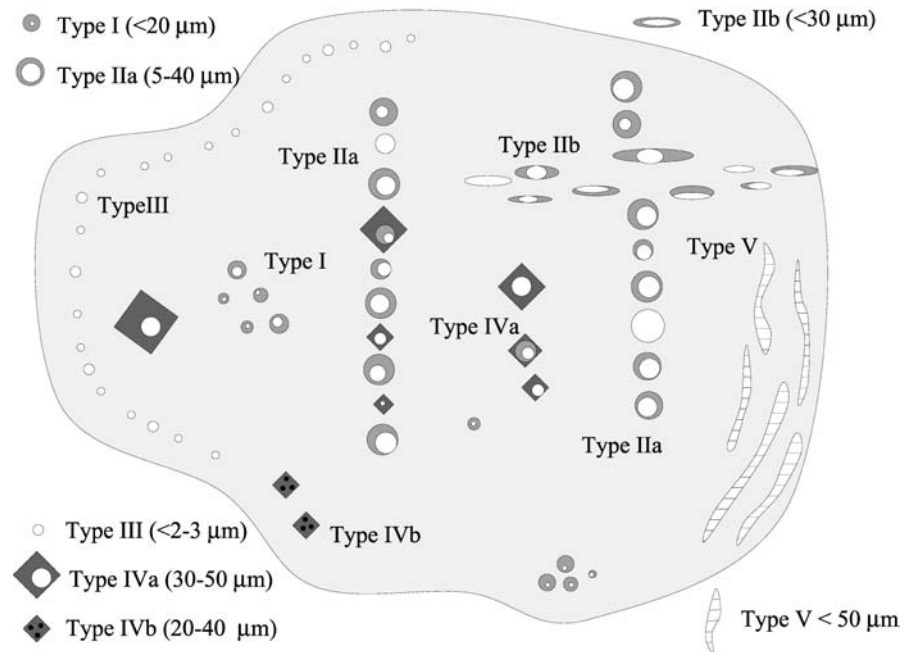 Type I (<20 μm)
Type IIb (<30 μm)
Type IIa (5-40 μm)
Type IIa
Type IIb
TypeIII
Type I
Type V
Type IVa
Type IIa
Type III (<2-3 μm)
Type IVb
Type IVa (30-50 μm)
Type IVb (20-40 μm)
Type V < 50 μm